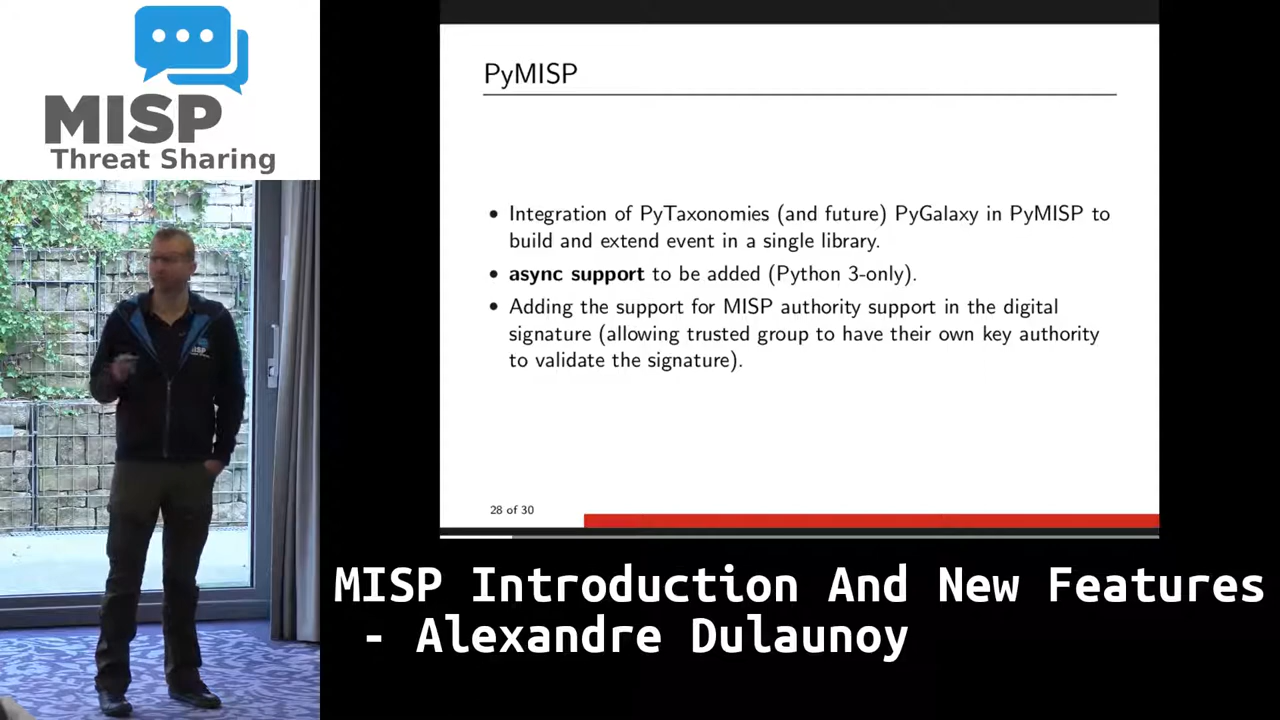 MISP
Threat Sharing
PyMISP
• Integration of PyTaxonomies (and future) PyGalaxy in PyMISP to
build and extend event in a single library.
• async support to be added (Python 3-only).
• Adding the support for MISP authority support in the digital
signature (allowing trusted group to have their own key authority
to validate the signature).
28 of 30
MISP
MISP Introduction And New Features
- Alexandre Dulaunoy